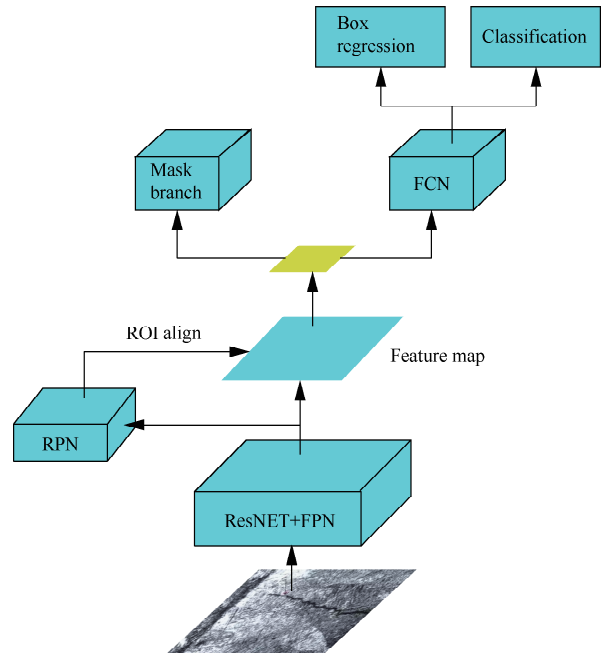 Box
regression
Classification
Mask
branch
FCN
ROI align
Feature map
RPN
ResNET+FPN